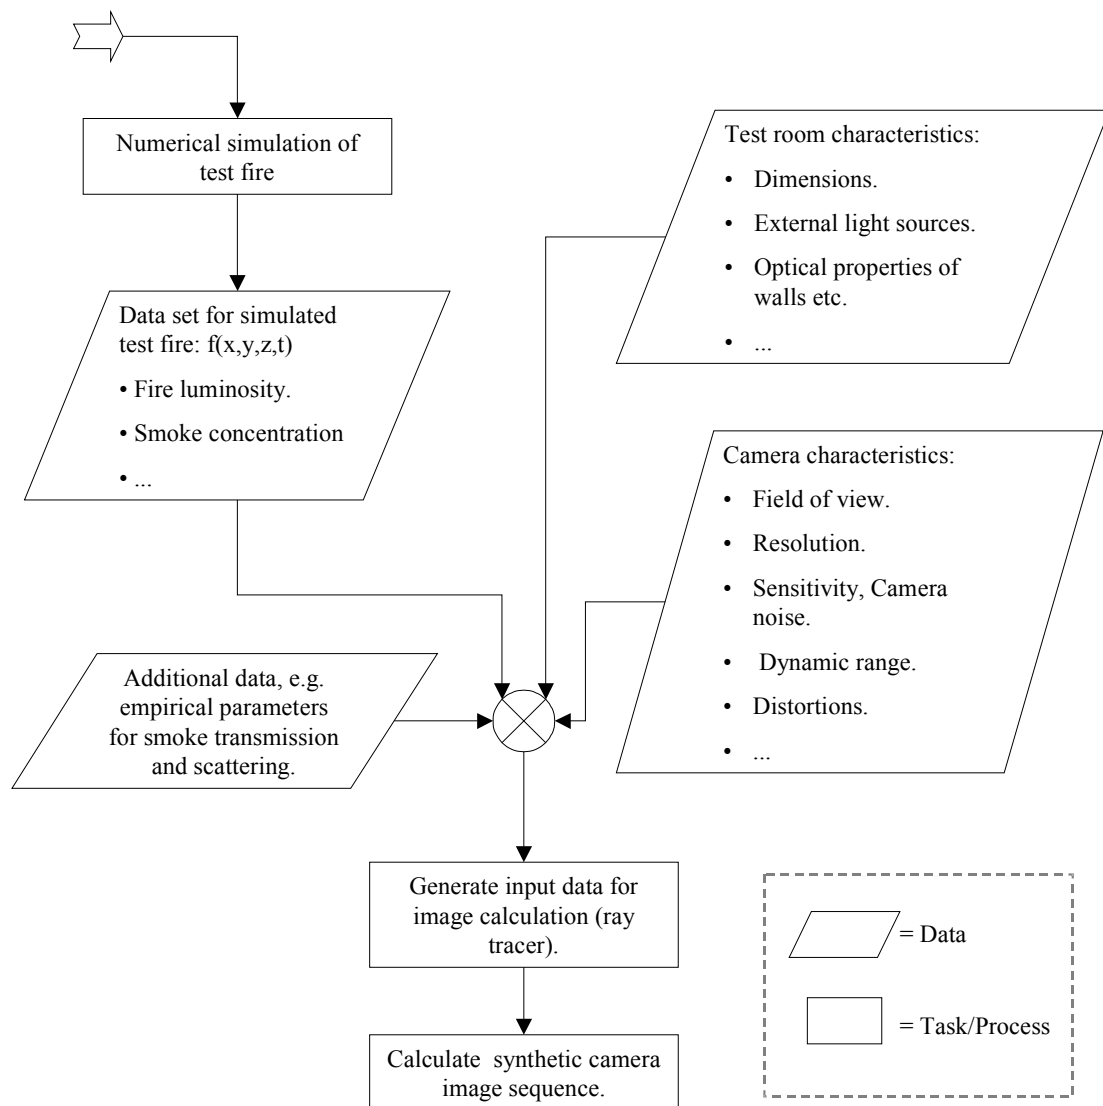 Numerical simulation of
test fire
Data set for simulated
test fire: f(x,y,z,t)
• Fire luminosity.
• Smoke concentration
• ...
Test room characteristics:
• Dimensions.
• External light sources.
• Optical properties of
walls etc.
• ...
Camera characteristics:
• Field of view.
• Resolution.
• Sensitivity, Camera
noise.
• Dynamic range.
• Distortions.
• ...
Additional data, e.g.
empirical parameters
for smoke transmission
and scattering.
Generate input data for
image calculation (ray
tracer).
Calculate synthetic camera
image sequence.
= Data
= Task/Process